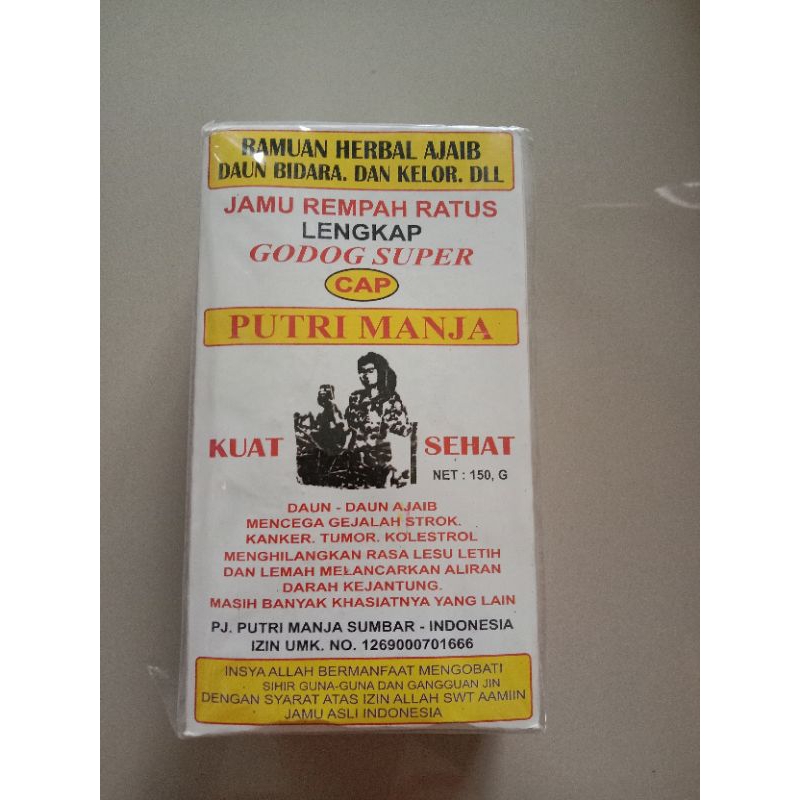 RAMUAN HERBAL AJAIB
DAUN BIDARA. DAN KELOR. DLL
JAMU REMPAH RATUS
LENGKAP
GODOG SUPER
CAP
PUTRI MANJA
KUAT SEHAT
NET : 150, G
DAUN - DAUN AJAIB
MENCEGA GEJALAH STROK.
KANKER. TUMOR. KOLESTROL
MENGHILANGKAN RASA LESU LETIH
DAN LEMAH MELANCARKAN ALIRAN
DARAH KEJANTUNG.
MASIH BANYAK KHASIATNYA YANG LAIN
PJ. PUTRI MANJA SUMBAR - INDONESIA
IZIN UMK. NO. 1269000701666
INSYA ALLAH BERMANFAAT MENGOBATI
SIHIR GUNA-GUNA DAN GANGGUAN JIN
DENGAN SYARAT ATAS IZIN ALLAH SWT AAMIIN
JAMU ASLI INDONESIA